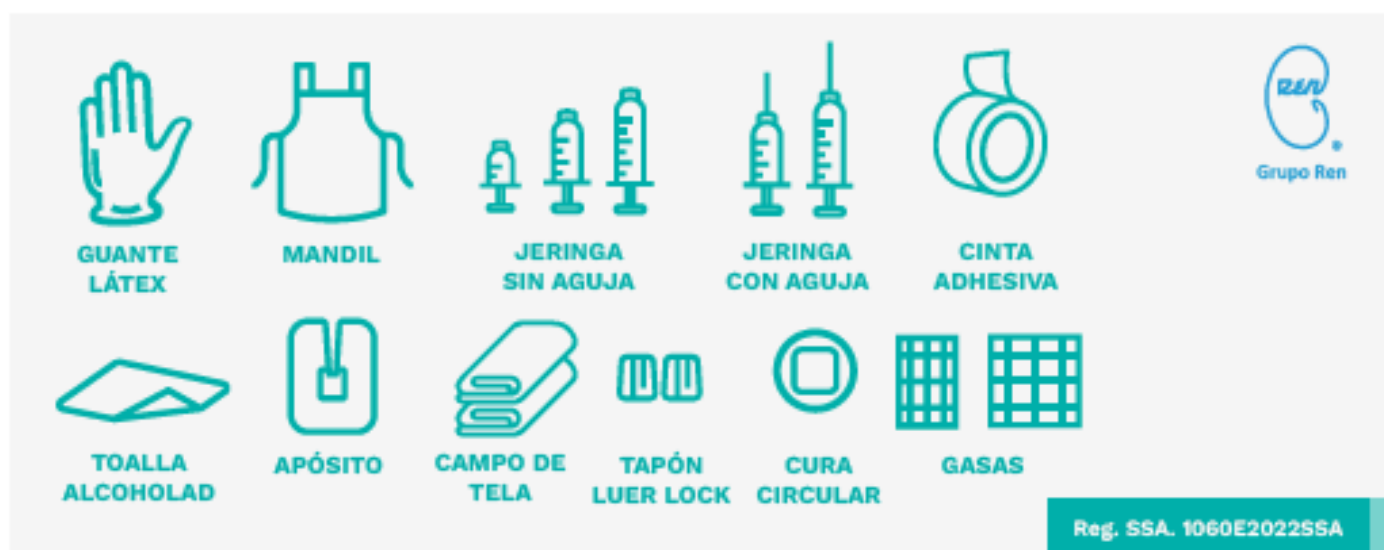 Ren
Grupo Ren
GUANTE
LÁTEX
MANDIL
JERINGA
SIN AGUJA
JERINGA
CON AGUJA
CINTA
ADHESIVA
TOALLA
ALCOHOLAD
APÓSITO
CAMPO DE
TELA
TAPÓN
LUER LOCK
CURA
CIRCULAR
GASAS
Reg. SSA. 1060E2022SSA